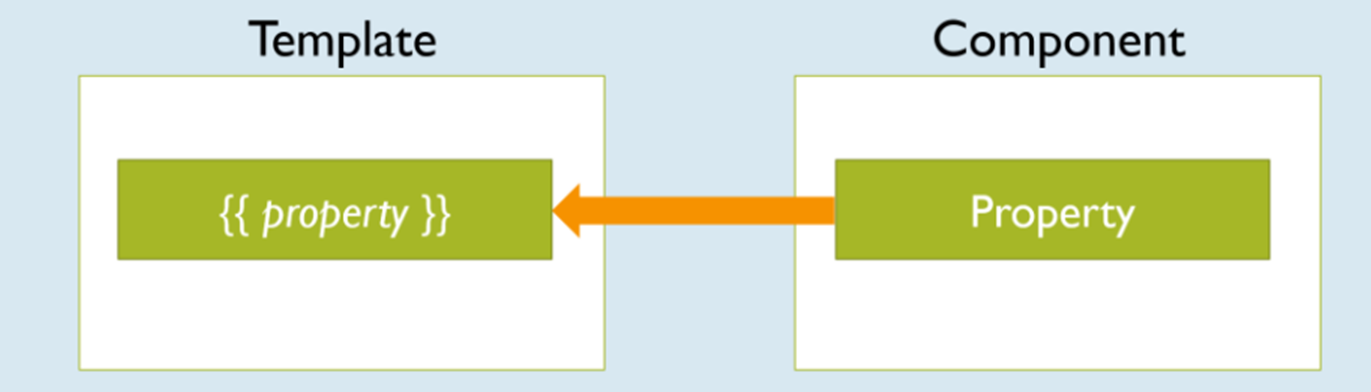 Template
Component
{{ property }}
Property